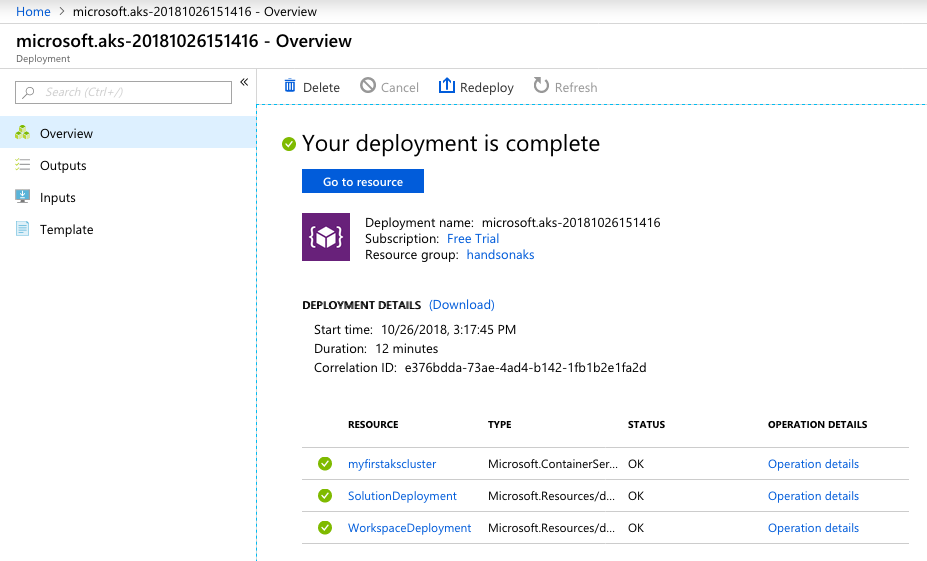 Home > microsoft.aks-20181026151416 - Overview
microsoft.aks-20181026151416 - Overview
Deployment
Search (Ctrl+/)
«
Overview
Outputs
Inputs
Template
Delete Cancel Redeploy Refresh
Your deployment is complete
Go to resource
Deployment name: microsoft.aks-20181026151416
Subscription: Free Trial
Resource group: handsonaks
DEPLOYMENT DETAILS (Download)
Start time: 10/26/2018, 3:17:45 PM
Duration: 12 minutes
Correlation ID: e376bdda-73ae-4ad4-b142-1fb1b2e1fa2d
RESOURCE TYPE STATUS OPERATION DETAILS
myfirstakscluster Microsoft.ContainerSer... OK Operation details
SolutionDeployment Microsoft.Resources/d... OK Operation details
WorkspaceDeployment Microsoft.Resources/d... OK Operation details